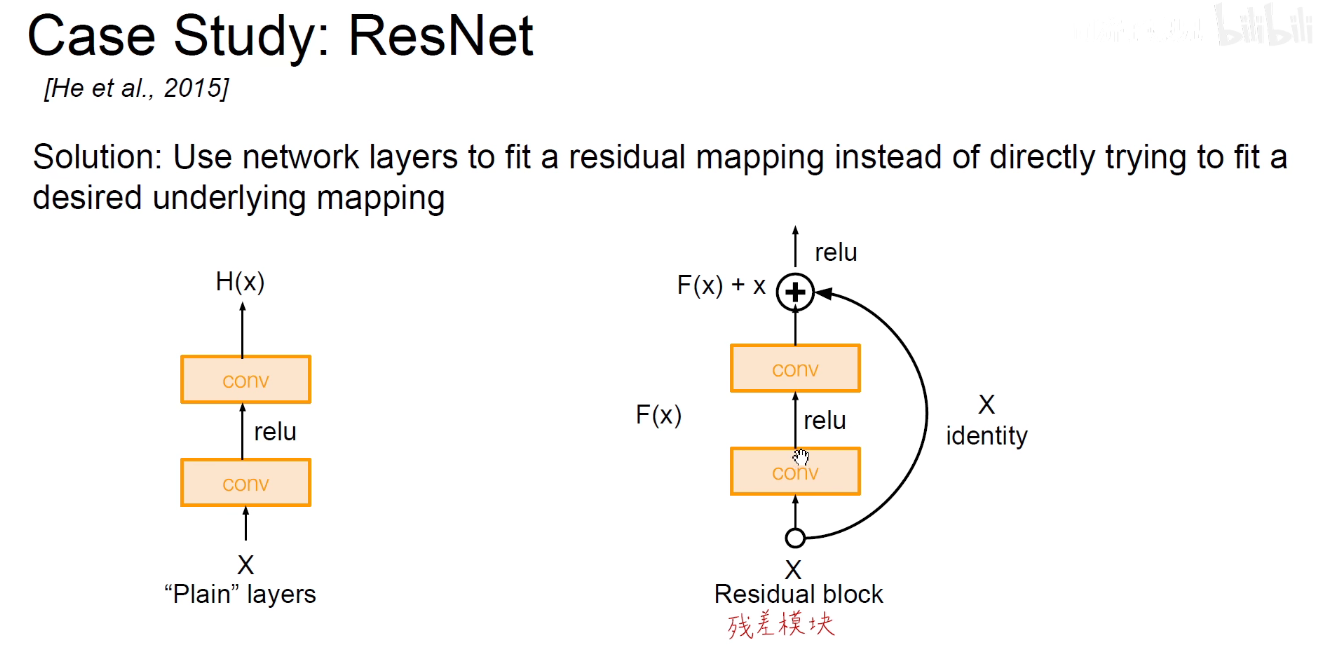 Case Study: ResNet
[He et al., 2015]
bilibili
Solution: Use network layers to fit a residual mapping instead of directly trying to fit a
desired underlying mapping
H(x)
conv
relu
conv
X
“Plain” layers
relu
F(x) + x
conv
F(x)
relu
conv
X
identity
X
Residual block
残差模块